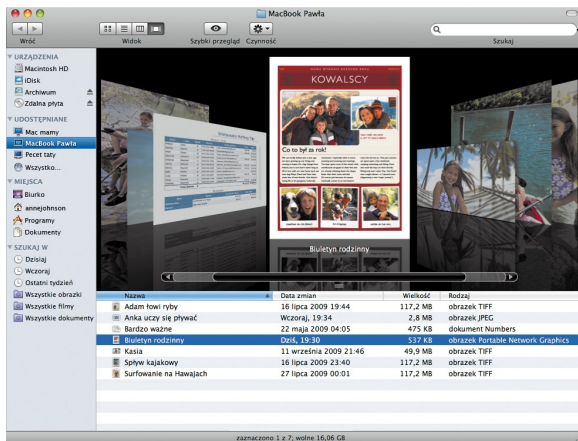 MacBook Pawła
Wróć
Widok
Szybki przegląd
Czynność
Szukaj
URZĄDZENIA
Macintosh HD
iDisk
Archiwum
Zdalna płyta
UDOSTĘPNIANE
Mac mamy
MacBook Pawła
Pecet taty
Wszystko...
MIEJSCA
Biurko
annejohnson
Programy
Dokumenty
SZUKAJ W
Dzisiaj
Wczoraj
Ostatni tydzień
Wszystkie obrazki
Wszystkie filmy
Wszystkie dokumenty
KOWALSCY
Co to był za rok!
Biuletyn rodzinny
Nazwa Data zmian Wielkość Rodzaj
Adam łowi ryby 16 lipca 2009 19:44 117,2 MB obrazek TIFF
Anka uczy się pływać Wczoraj, 19:34 2,8 MB obrazek JPEG
Bardzo ważne 22 maja 2009 04:05 475 KB dokument Numbers
Biuletyn rodzinny Dziś, 19:30 537 KB obrazek Portable Network Graphics
Kasia 11 września 2009 21:46 49,9 MB obrazek TIFF
Spływ kajakowy 16 lipca 2009 23:40 117,2 MB obrazek TIFF
Surfowanie na Hawajach 27 lipca 2009 00:01 117,2 MB obrazek TIFF
zaznaczono 1 z 7; wolne 16,06 GB